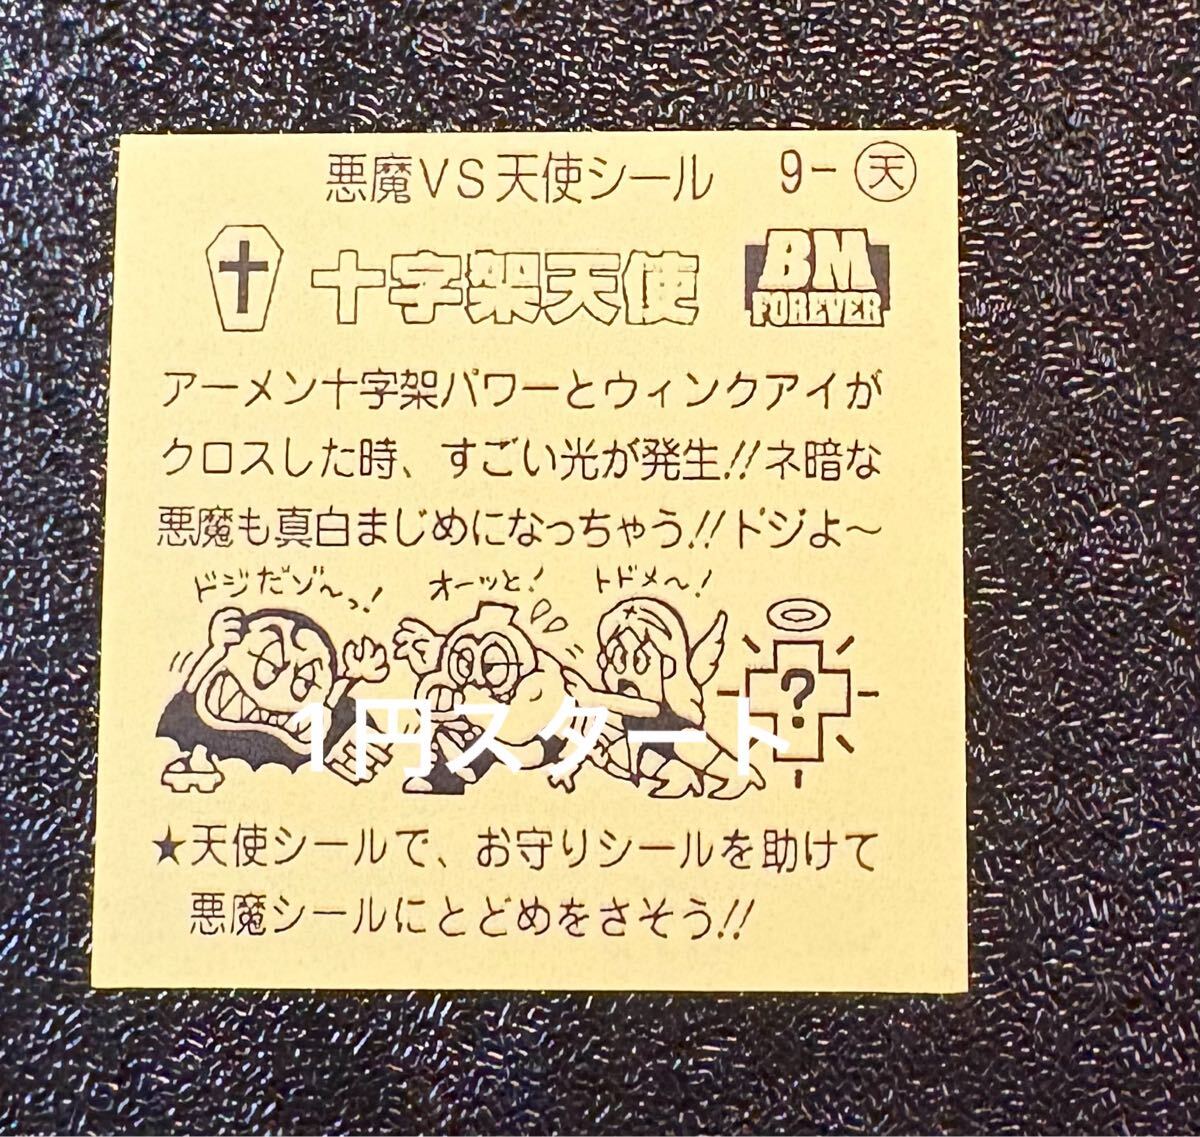 悪魔VS天使シール 9-天
十字架天使
BM
FOREVER
アーメン十字架パワーとウィンクアイが
クロスした時、すごい光が発生!!ネ暗な
悪魔も真白まじめになっちゃう!!ドジよ〜
ドジだゾ〜っ!
オーッと!
トドメ〜!
?
1円スタート
★天使シールで、お守りシールを助けて
悪魔シールにとどめをさそう!!